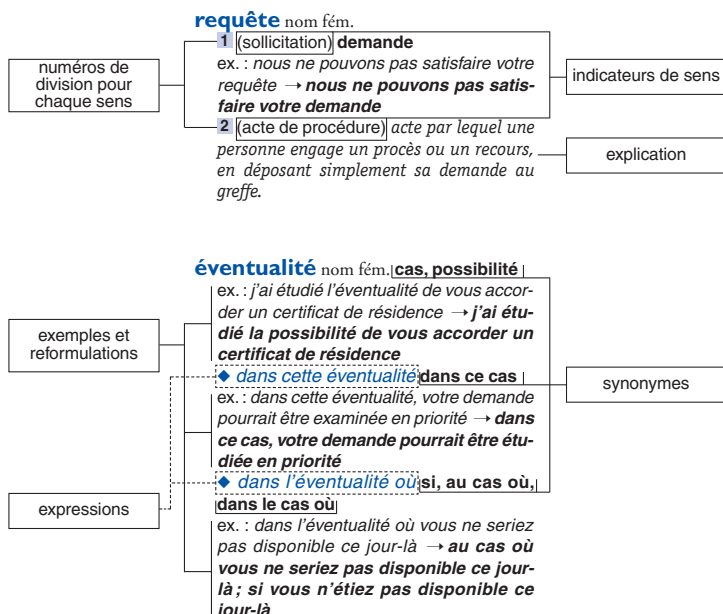 requête nom fém.
1 (sollicitation) demande
ex. : nous ne pouvons pas satisfaire votre
requête → nous ne pouvons pas satis-
faire votre demande
2 (acte de procédure) acte par lequel une
personne engage un procès ou un recours,
en déposant simplement sa demande au
greffe.
numéros de
division pour
chaque sens
indicateurs de sens
explication
éventualité nom fém. cas, possibilité
ex. : j'ai étudié l'éventualité de vous accor-
der un certificat de résidence → j'ai étu-
dié la possibilité de vous accorder un
certificat de résidence
◆ dans cette éventualité dans ce cas
ex. : dans cette éventualité, votre demande
pourrait être examinée en priorité → dans
ce cas, votre demande pourrait être étu-
diée en priorité
◆ dans l'éventualité où si, au cas où,
dans le cas où
ex. : dans l'éventualité où vous ne seriez
pas disponible ce jour-là → au cas où
vous ne seriez pas disponible ce jour-
là ; si vous n'étiez pas disponible ce
jour-là
exemples et
reformulations
synonymes
expressions